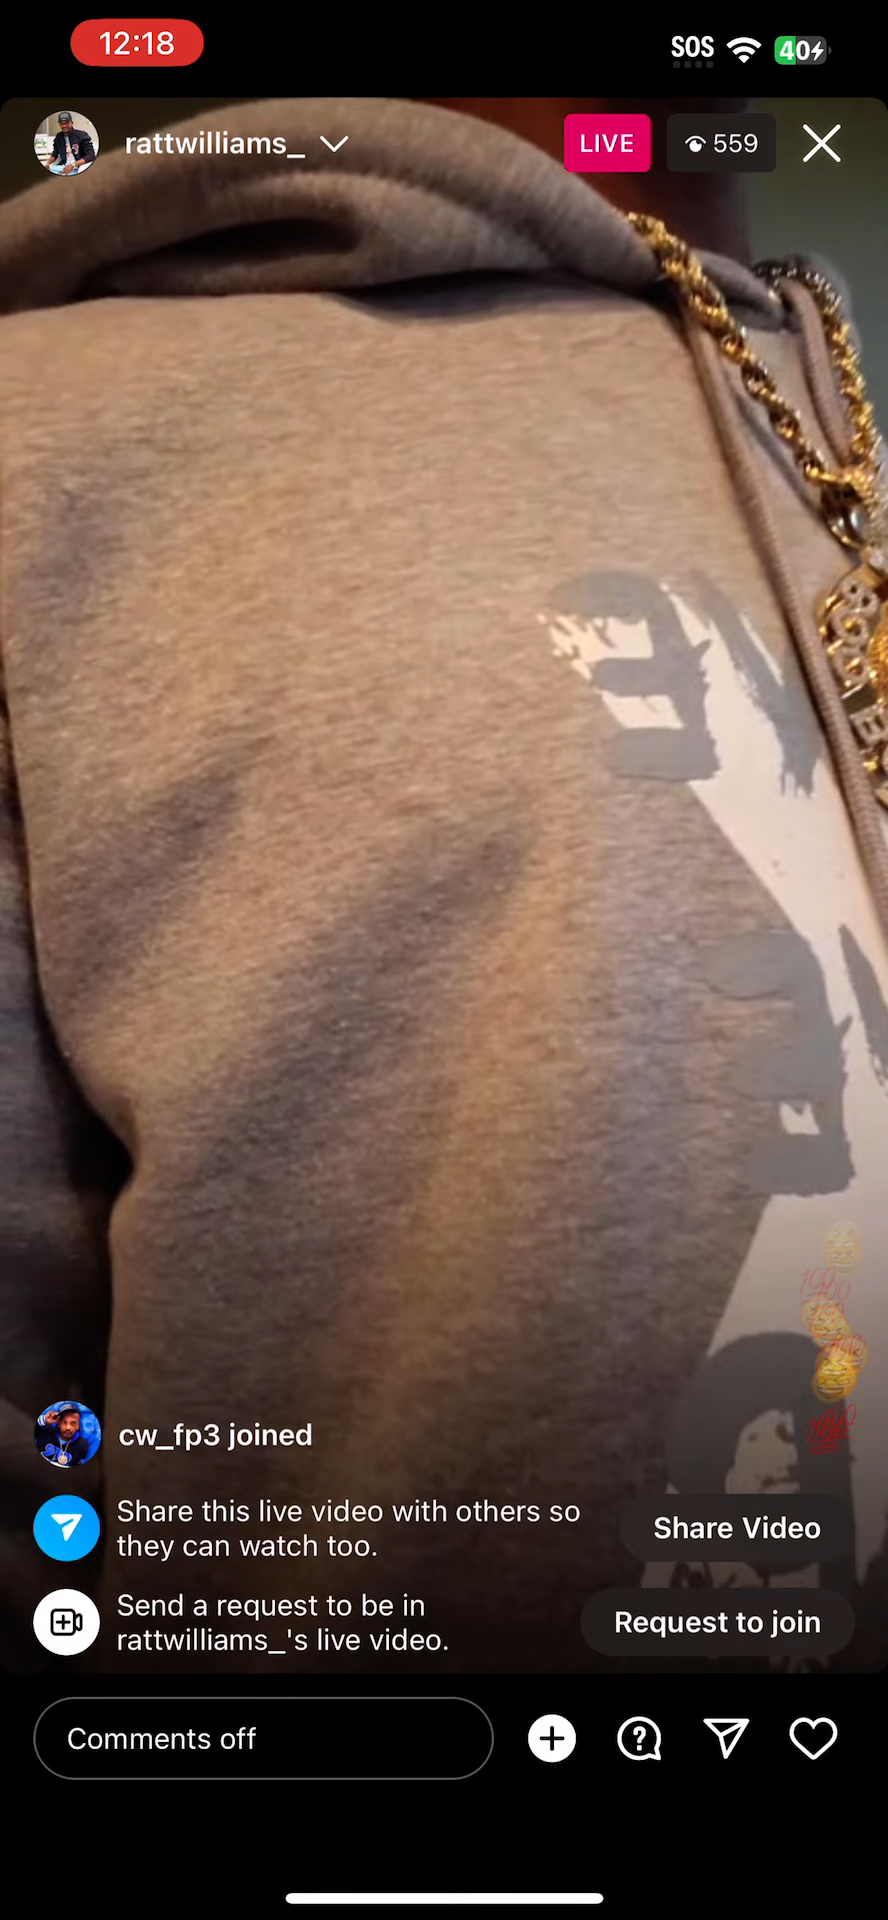 12:18
SOS
40
rattwilliams_
LIVE
559
cw_fp3 joined
Share this live video with others so
they can watch too.
Share Video
Send a request to be in
rattwilliams_'s live video.
Request to join
Comments off